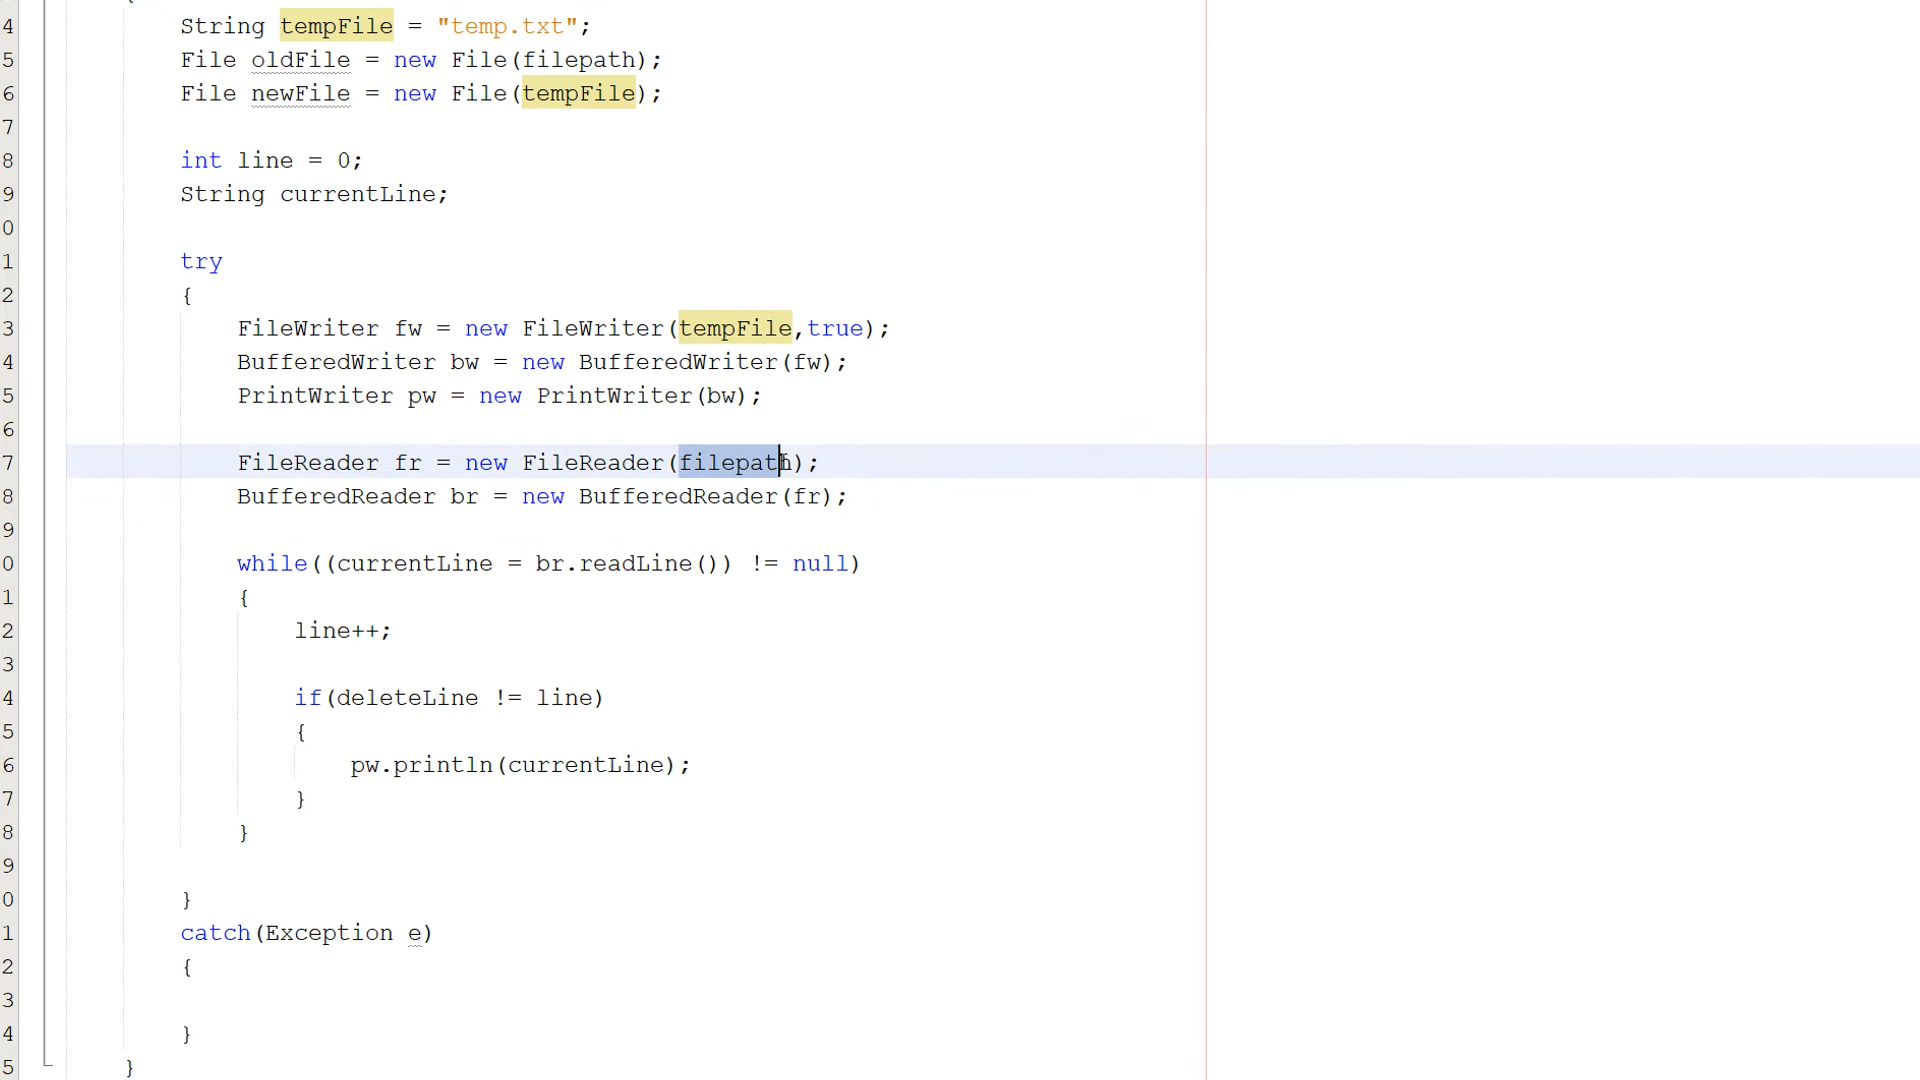 {
4 String tempFile = "temp.txt";
5 File oldFile = new File(filepath);
6 File newFile = new File(tempFile);
7
8 int line = 0;
9 String currentLine;
0
1 try
2 {
3 FileWriter fw = new FileWriter(tempFile,true);
4 BufferedWriter bw = new BufferedWriter(fw);
5 PrintWriter pw = new PrintWriter(bw);
6
7 FileReader fr = new FileReader(filepath);
8 BufferedReader br = new BufferedReader(fr);
9
0 while((currentLine = br.readLine()) != null)
1 {
2 line++;
3
4 if(deleteLine != line)
5 {
6 pw.println(currentLine);
7 }
8 }
9
0 }
1 catch(Exception e)
2 {
3
4 }
5 }